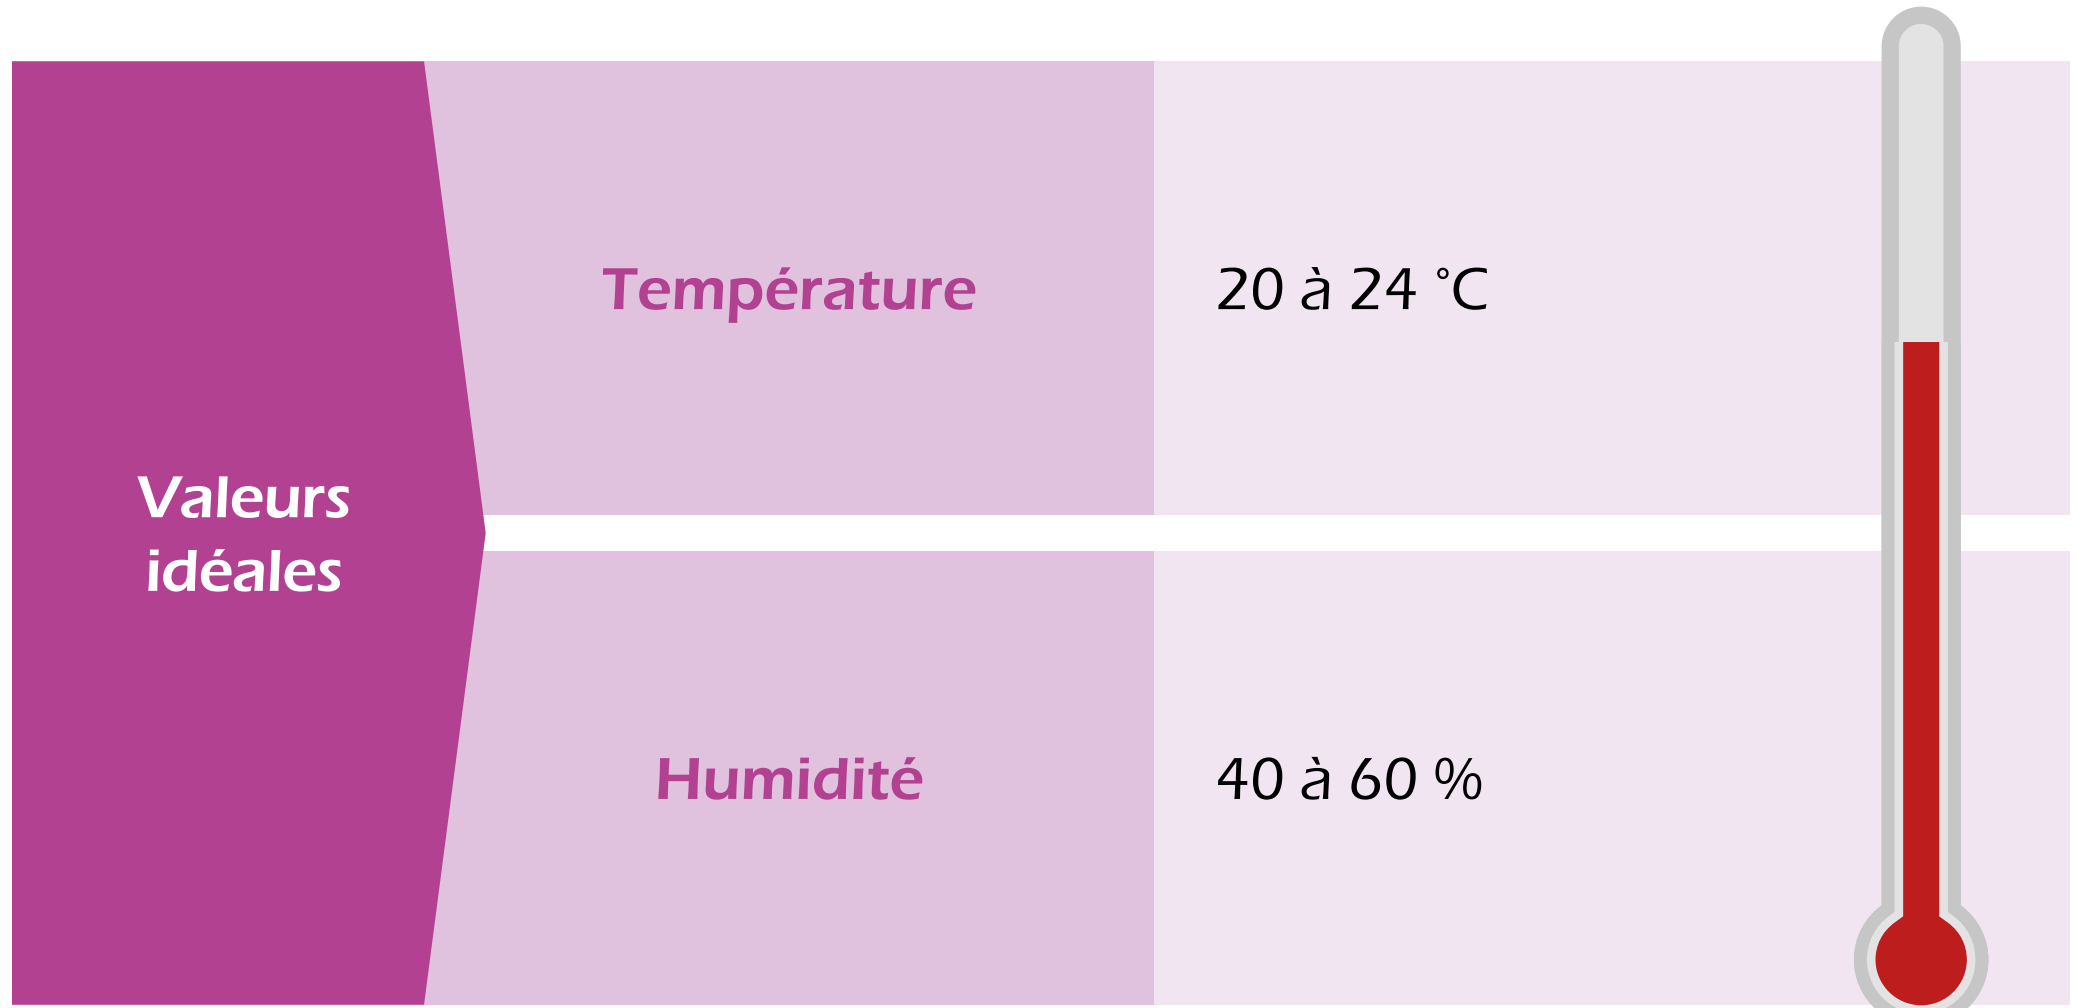 Valeurs
idéales
Température
20 à 24 °C
Humidité
40 à 60 %